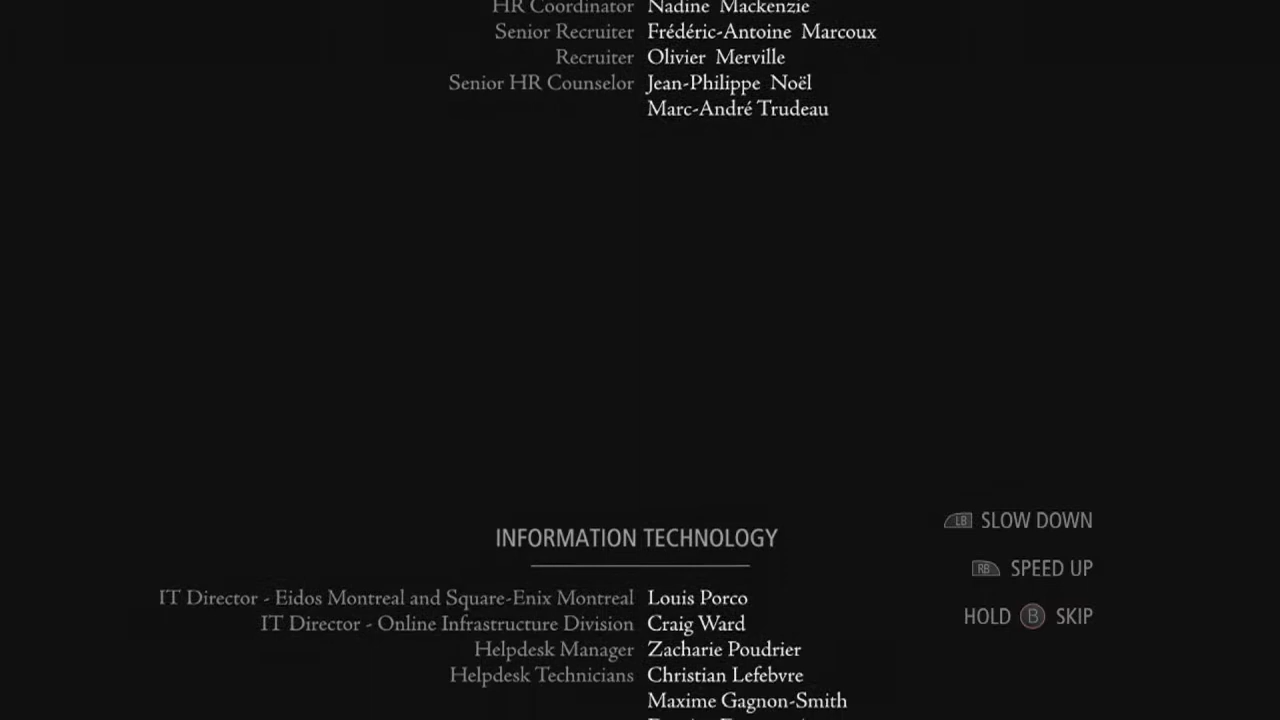 HR Coordinator Nadine Mackenzie
Senior Recruiter Frédéric-Antoine Marcoux
Recruiter Olivier Merville
Senior HR Counselor Jean-Philippe Noël
Marc-André Trudeau
LB SLOW DOWN
INFORMATION TECHNOLOGY
RB SPEED UP
IT Director - Eidos Montreal and Square-Enix Montreal Louis Porco
HOLD B SKIP
IT Director - Online Infrastructure Division Craig Ward
Helpdesk Manager Zacharie Poudrier
Helpdesk Technicians Christian Lefebvre
Maxime Gagnon-Smith